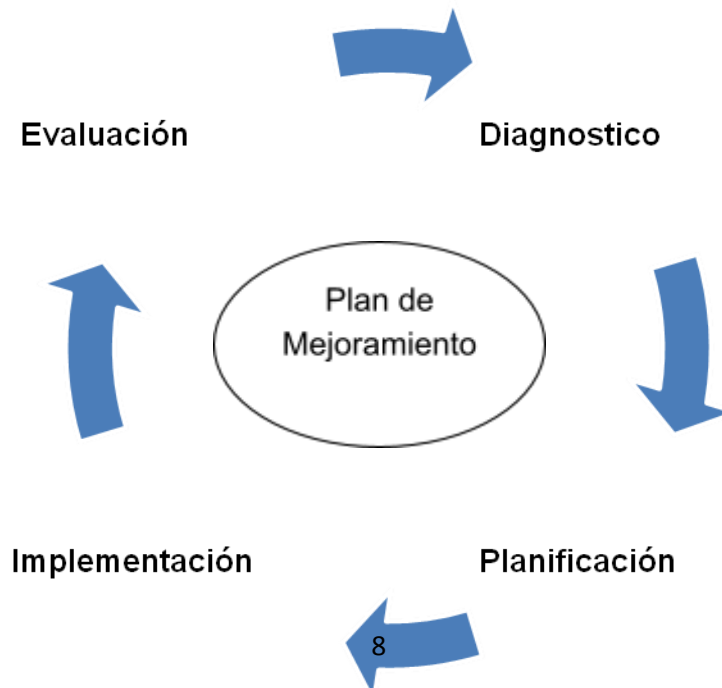 Evaluación
Diagnostico
Plan de
Mejoramiento
Implementación
Planificación
8